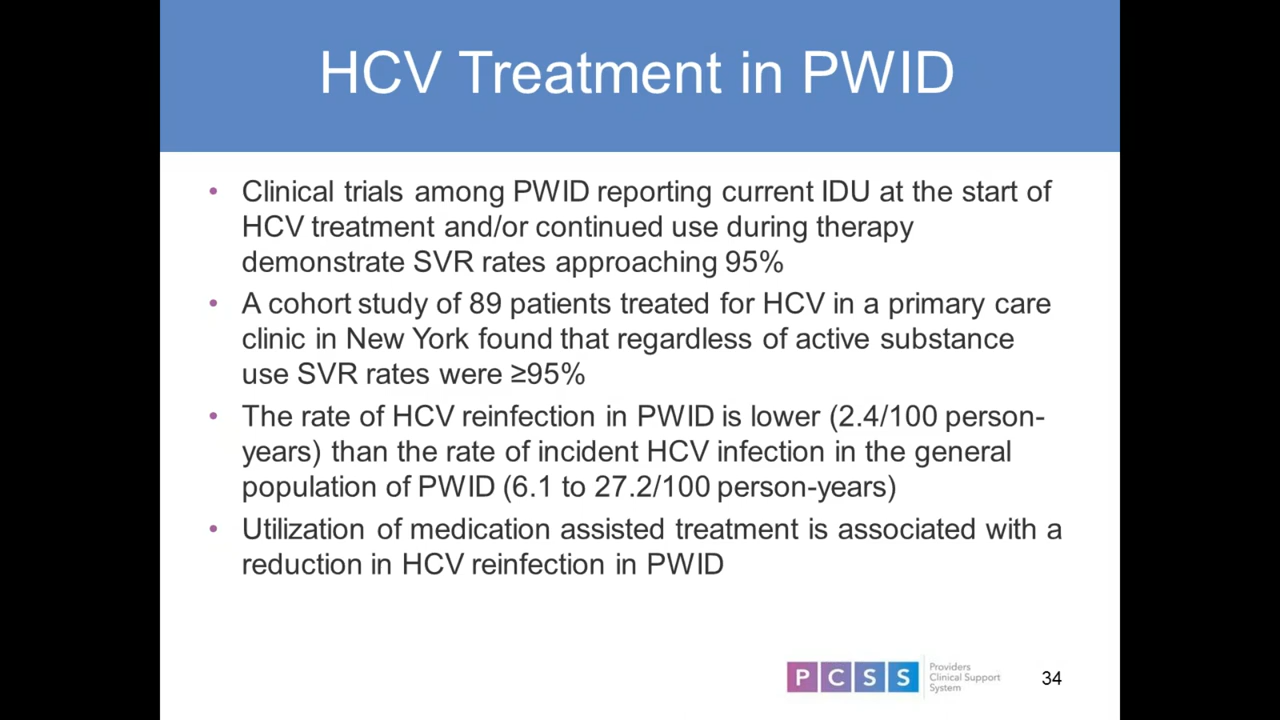 HCV Treatment in PWID
• Clinical trials among PWID reporting current IDU at the start of
HCV treatment and/or continued use during therapy
demonstrate SVR rates approaching 95%
• A cohort study of 89 patients treated for HCV in a primary care
clinic in New York found that regardless of active substance
use SVR rates were ≥95%
• The rate of HCV reinfection in PWID is lower (2.4/100 person-
years) than the rate of incident HCV infection in the general
population of PWID (6.1 to 27.2/100 person-years)
• Utilization of medication assisted treatment is associated with a
reduction in HCV reinfection in PWID
PCSS
Providers
Clinical Support
System
34